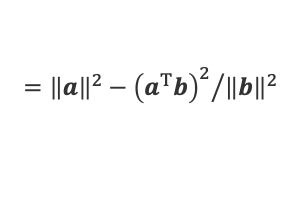 = ‖a‖² − (aᵀb)²/‖b‖²